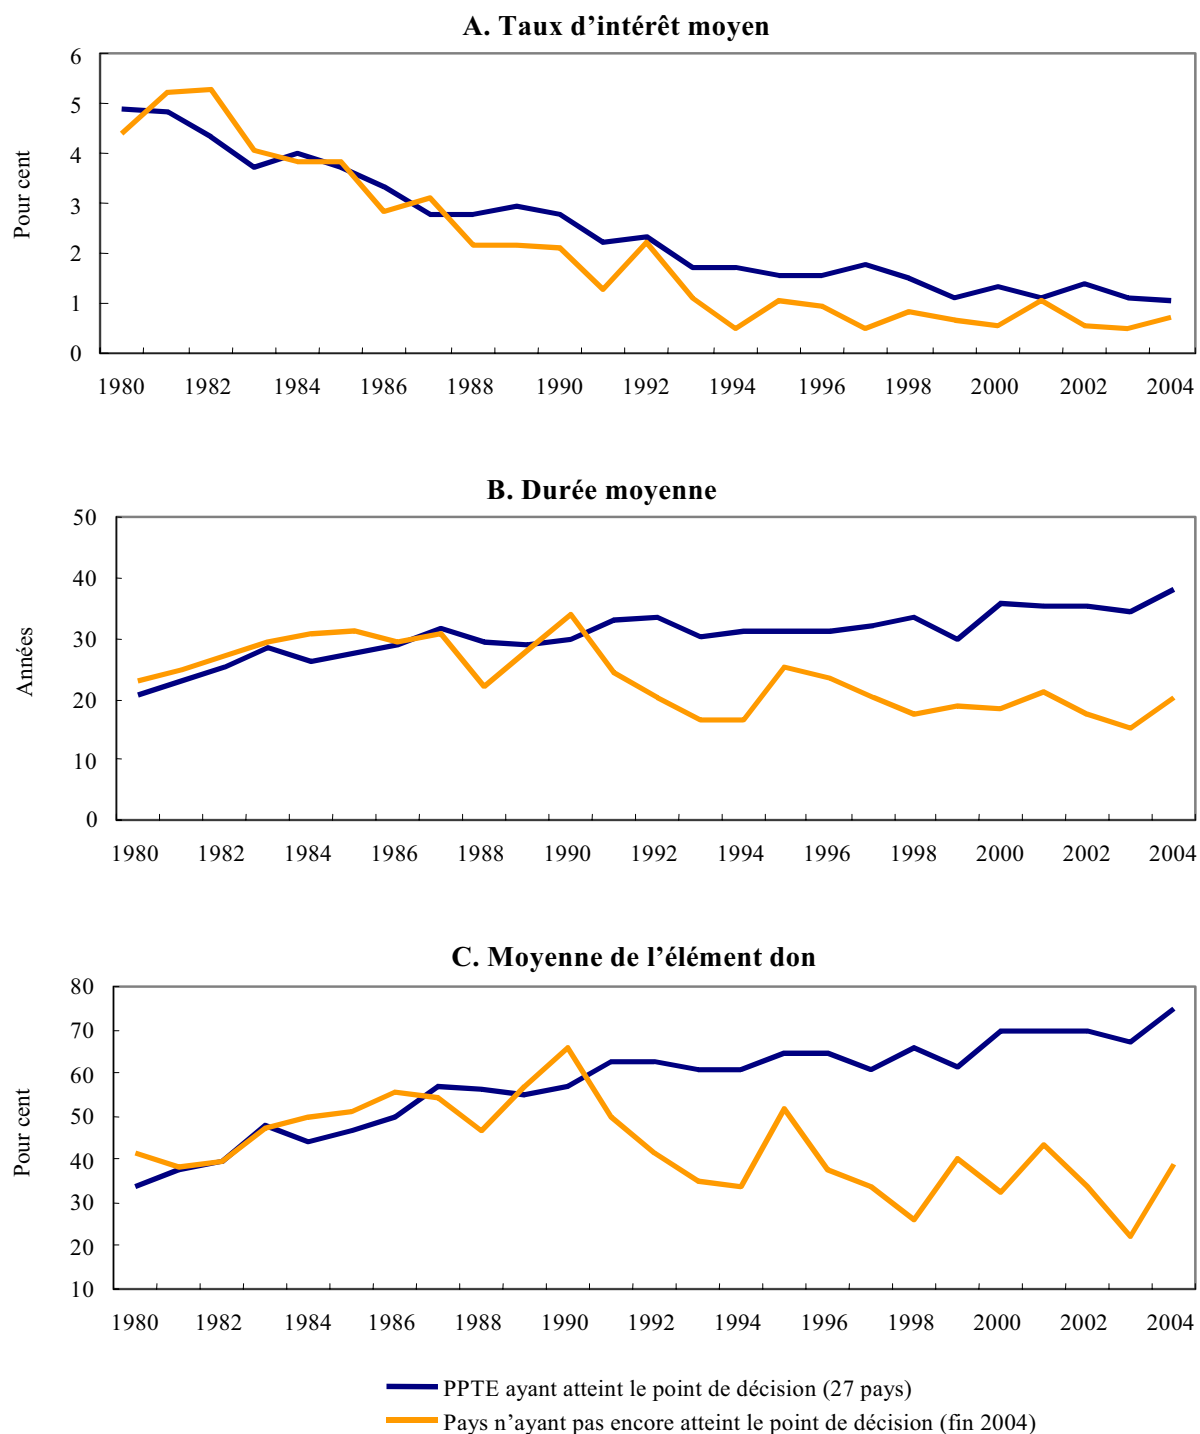 A. Taux d'intérêt moyen
6
5
4
3
2
1
0
Pour cent
1980 1982 1984 1986 1988 1990 1992 1994 1996 1998 2000 2002 2004
B. Durée moyenne
50
40
30
20
10
0
Années
1980 1982 1984 1986 1988 1990 1992 1994 1996 1998 2000 2002 2004
C. Moyenne de l'élément don
80
70
60
50
40
30
20
10
Pour cent
1980 1982 1984 1986 1988 1990 1992 1994 1996 1998 2000 2002 2004
PPTE ayant atteint le point de décision (27 pays)
Pays n'ayant pas encore atteint le point de décision (fin 2004)